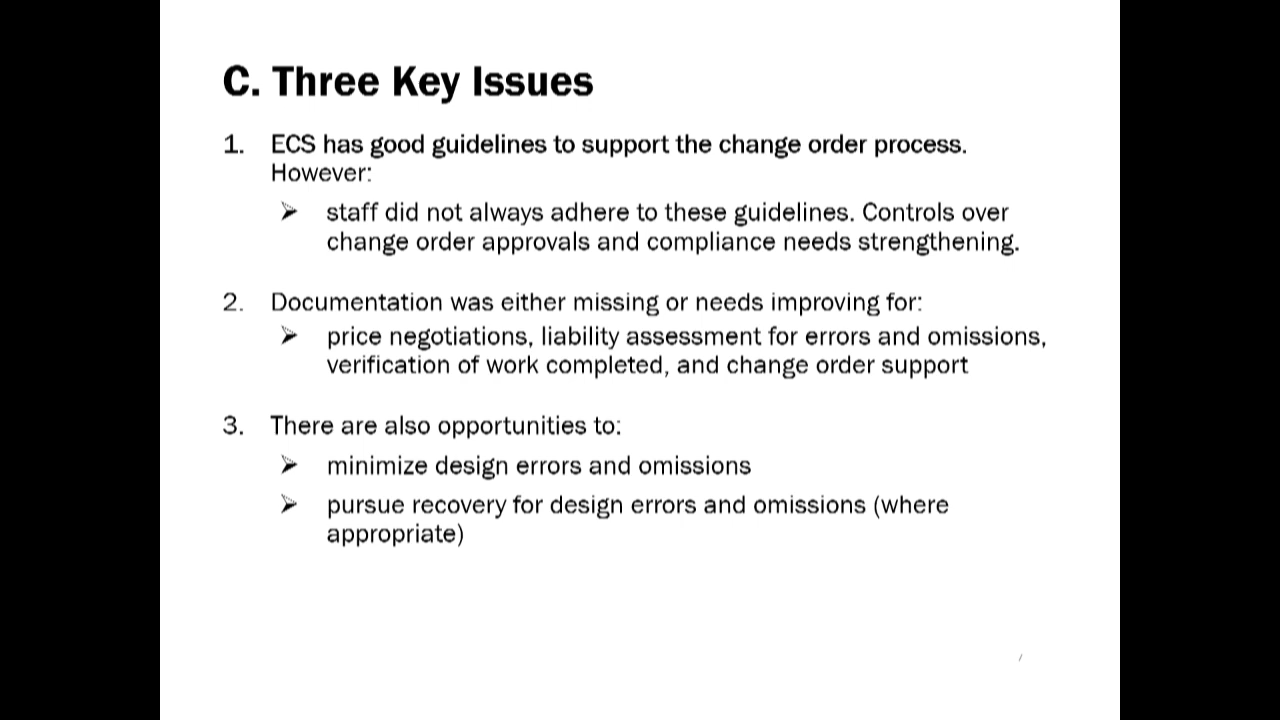 C. Three Key Issues
1. ECS has good guidelines to support the change order process.
However:
➢ staff did not always adhere to these guidelines. Controls over
change order approvals and compliance needs strengthening.
2. Documentation was either missing or needs improving for:
➢ price negotiations, liability assessment for errors and omissions,
verification of work completed, and change order support
3. There are also opportunities to:
➢ minimize design errors and omissions
➢ pursue recovery for design errors and omissions (where
appropriate)